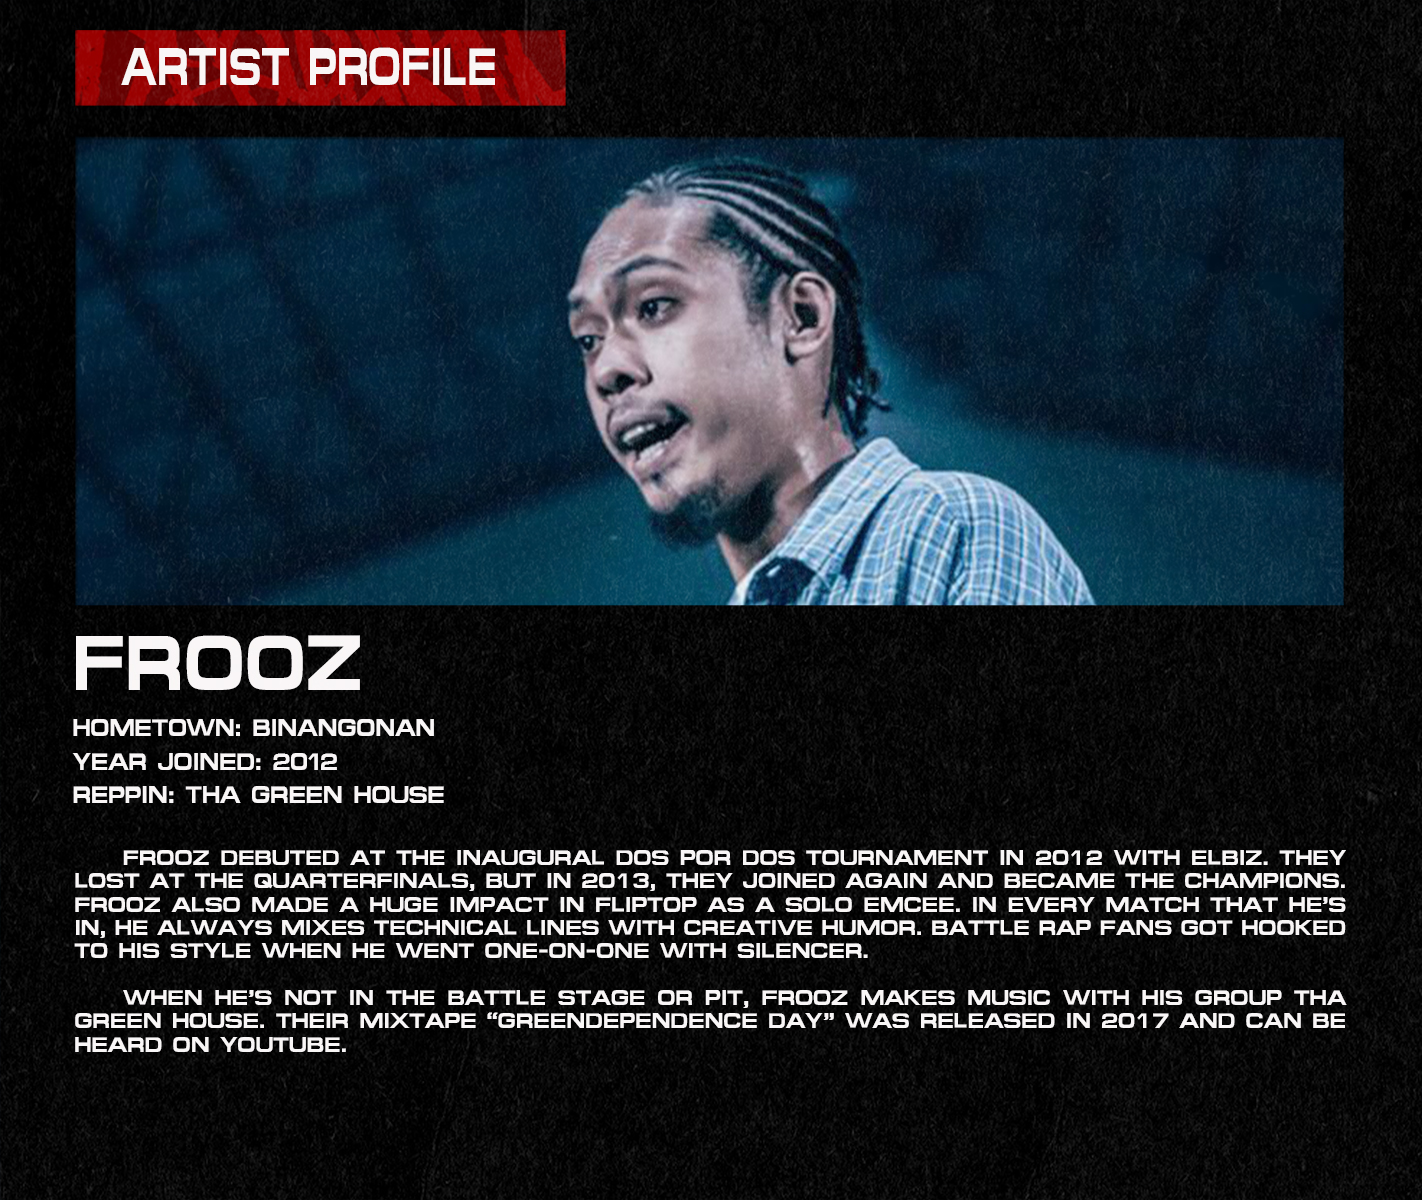 ARTIST PROFILE
FROOZ
HOMETOWN: BINANGONAN
YEAR JOINED: 2012
REPPIN: THA GREEN HOUSE
FROOZ DEBUTED AT THE INAUGURAL DOS POR DOS TOURNAMENT IN 2012 WITH ELBIZ. THEY
LOST AT THE QUARTERFINALS, BUT IN 2013, THEY JOINED AGAIN AND BECAME THE CHAMPIONS.
FROOZ ALSO MADE A HUGE IMPACT IN FLIPTOP AS A SOLO EMCEE. IN EVERY MATCH THAT HE’S
IN, HE ALWAYS MIXES TECHNICAL LINES WITH CREATIVE HUMOR. BATTLE RAP FANS GOT HOOKED
TO HIS STYLE WHEN HE WENT ONE-ON-ONE WITH SILENCER.
WHEN HE’S NOT IN THE BATTLE STAGE OR PIT, FROOZ MAKES MUSIC WITH HIS GROUP THA
GREEN HOUSE. THEIR MIXTAPE “GREENDEPENDENCE DAY” WAS RELEASED IN 2017 AND CAN BE
HEARD ON YOUTUBE.